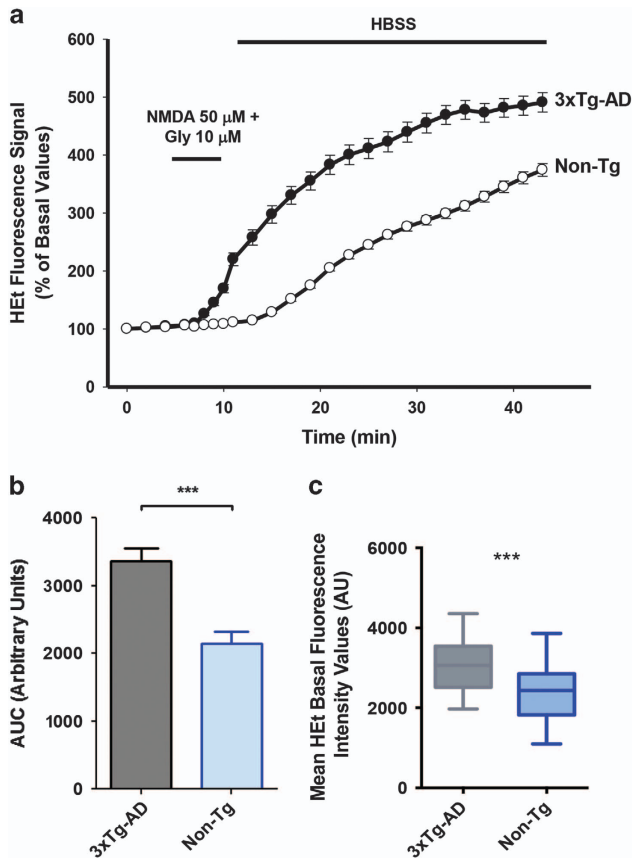 a
HBSS
NMDA 50 μM +
Gly 10 μM
3xTg-AD
Non-Tg
HEt Fluorescence Signal
(% of Basal Values)
600
500
400
300
200
100
0
0 10 20 30 40
Time (min)
b
***
AUC (Arbitrary Units)
4000
3000
2000
1000
0
3xTg-AD Non-Tg
c
***
Mean HEt Basal Fluorescence
Intensity Values (AU)
6000
4000
2000
0
3xTg-AD Non-Tg